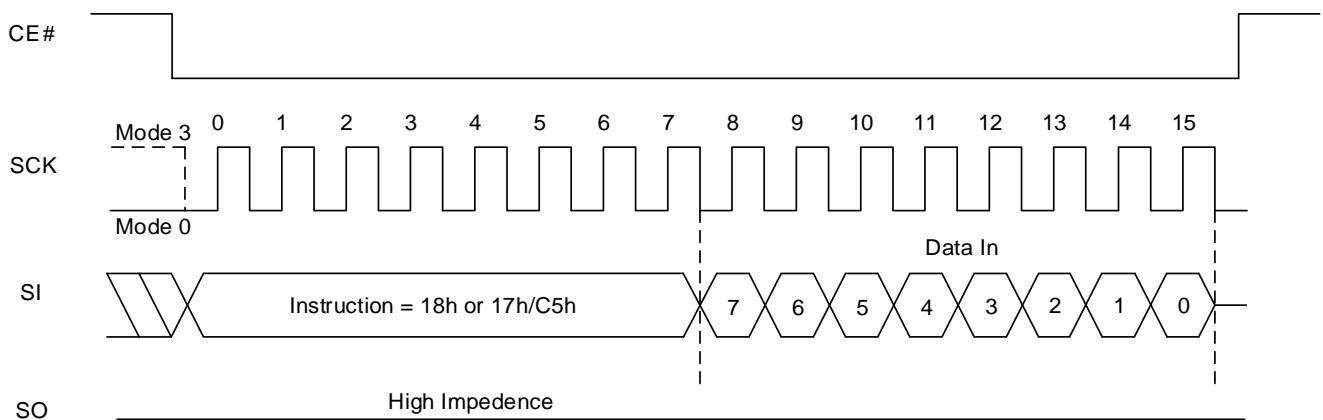 CE#
Mode 3 0 1 2 3 4 5 6 7 8 9 10 11 12 13 14 15
SCK
Mode 0
Data In
SI
Instruction = 18h or 17h/C5h 7 6 5 4 3 2 1 0
High Impedence
SO